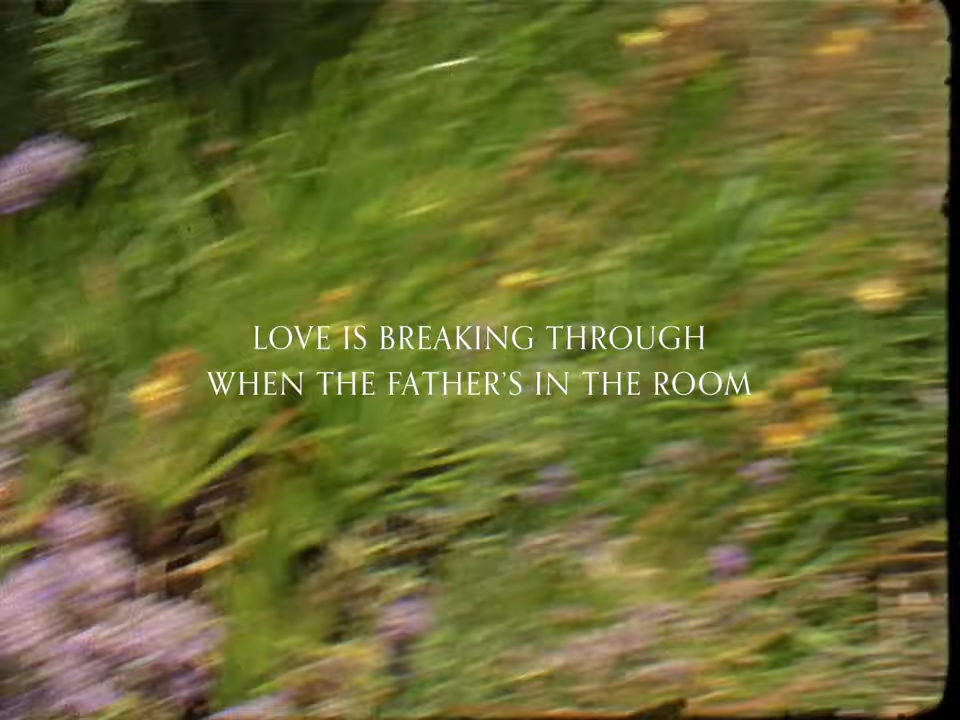 LOVE IS BREAKING THROUGH
WHEN THE FATHER’S IN THE ROOM